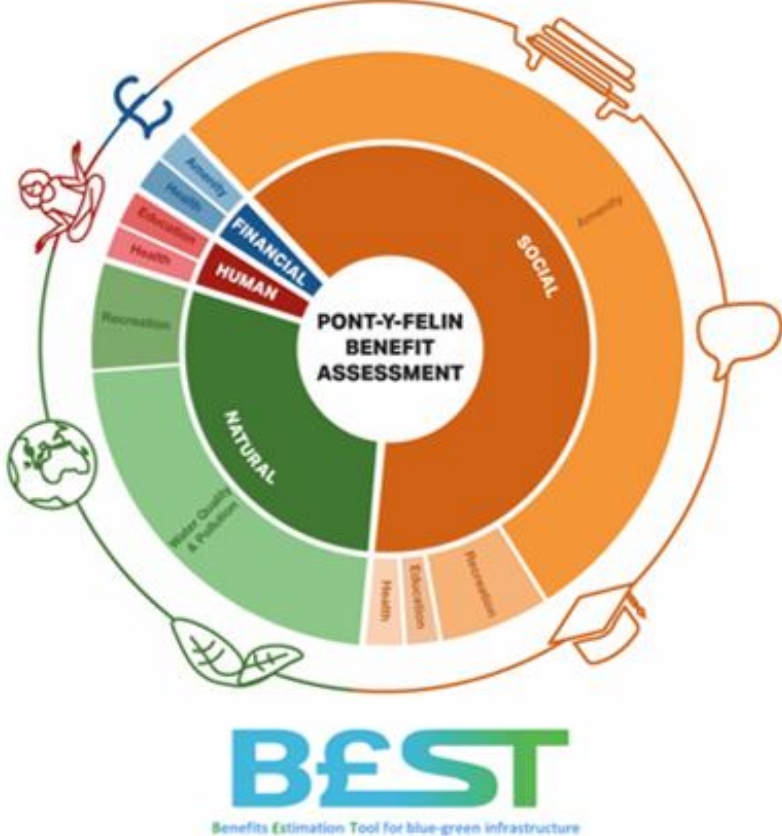 PONT-Y-FELIN
BENEFIT
ASSESSMENT
SOCIAL
Amenity
Recreation
Education
Health
NATURAL
Water Quality
& Pollution
Recreation
HUMAN
Health
Education
FINANCIAL
Health
Amenity
B£ST
Benefits £stimation Tool for blue-green infrastructure